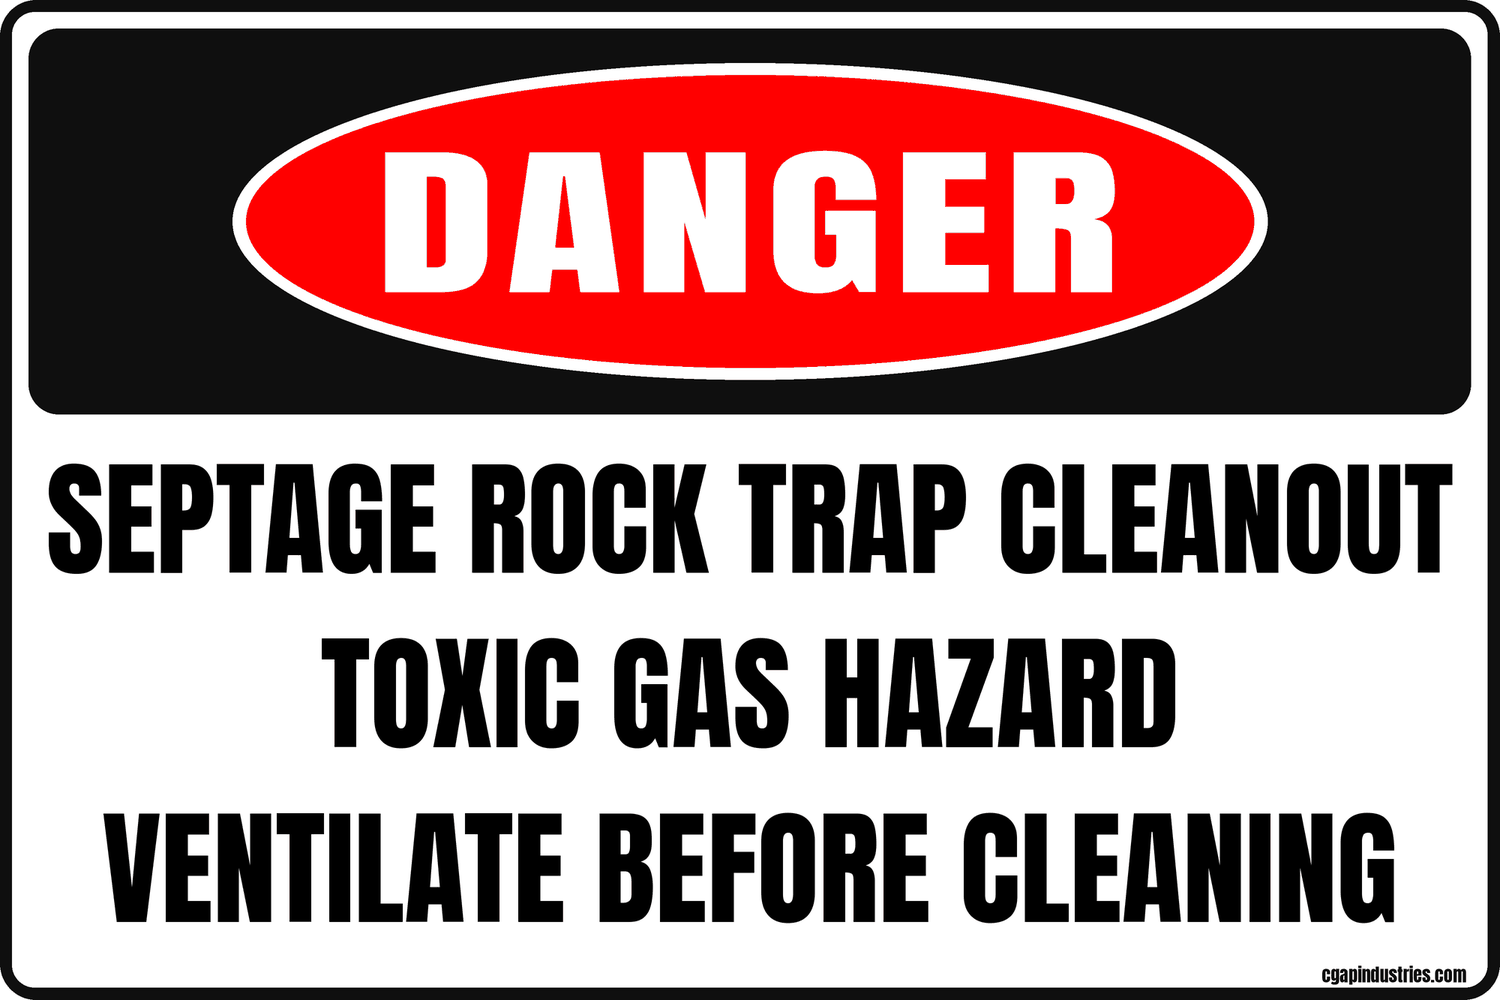 DANGER
SEPTAGE ROCK TRAP CLEANOUT
TOXIC GAS HAZARD
VENTILATE BEFORE CLEANING
cgapindustries.com